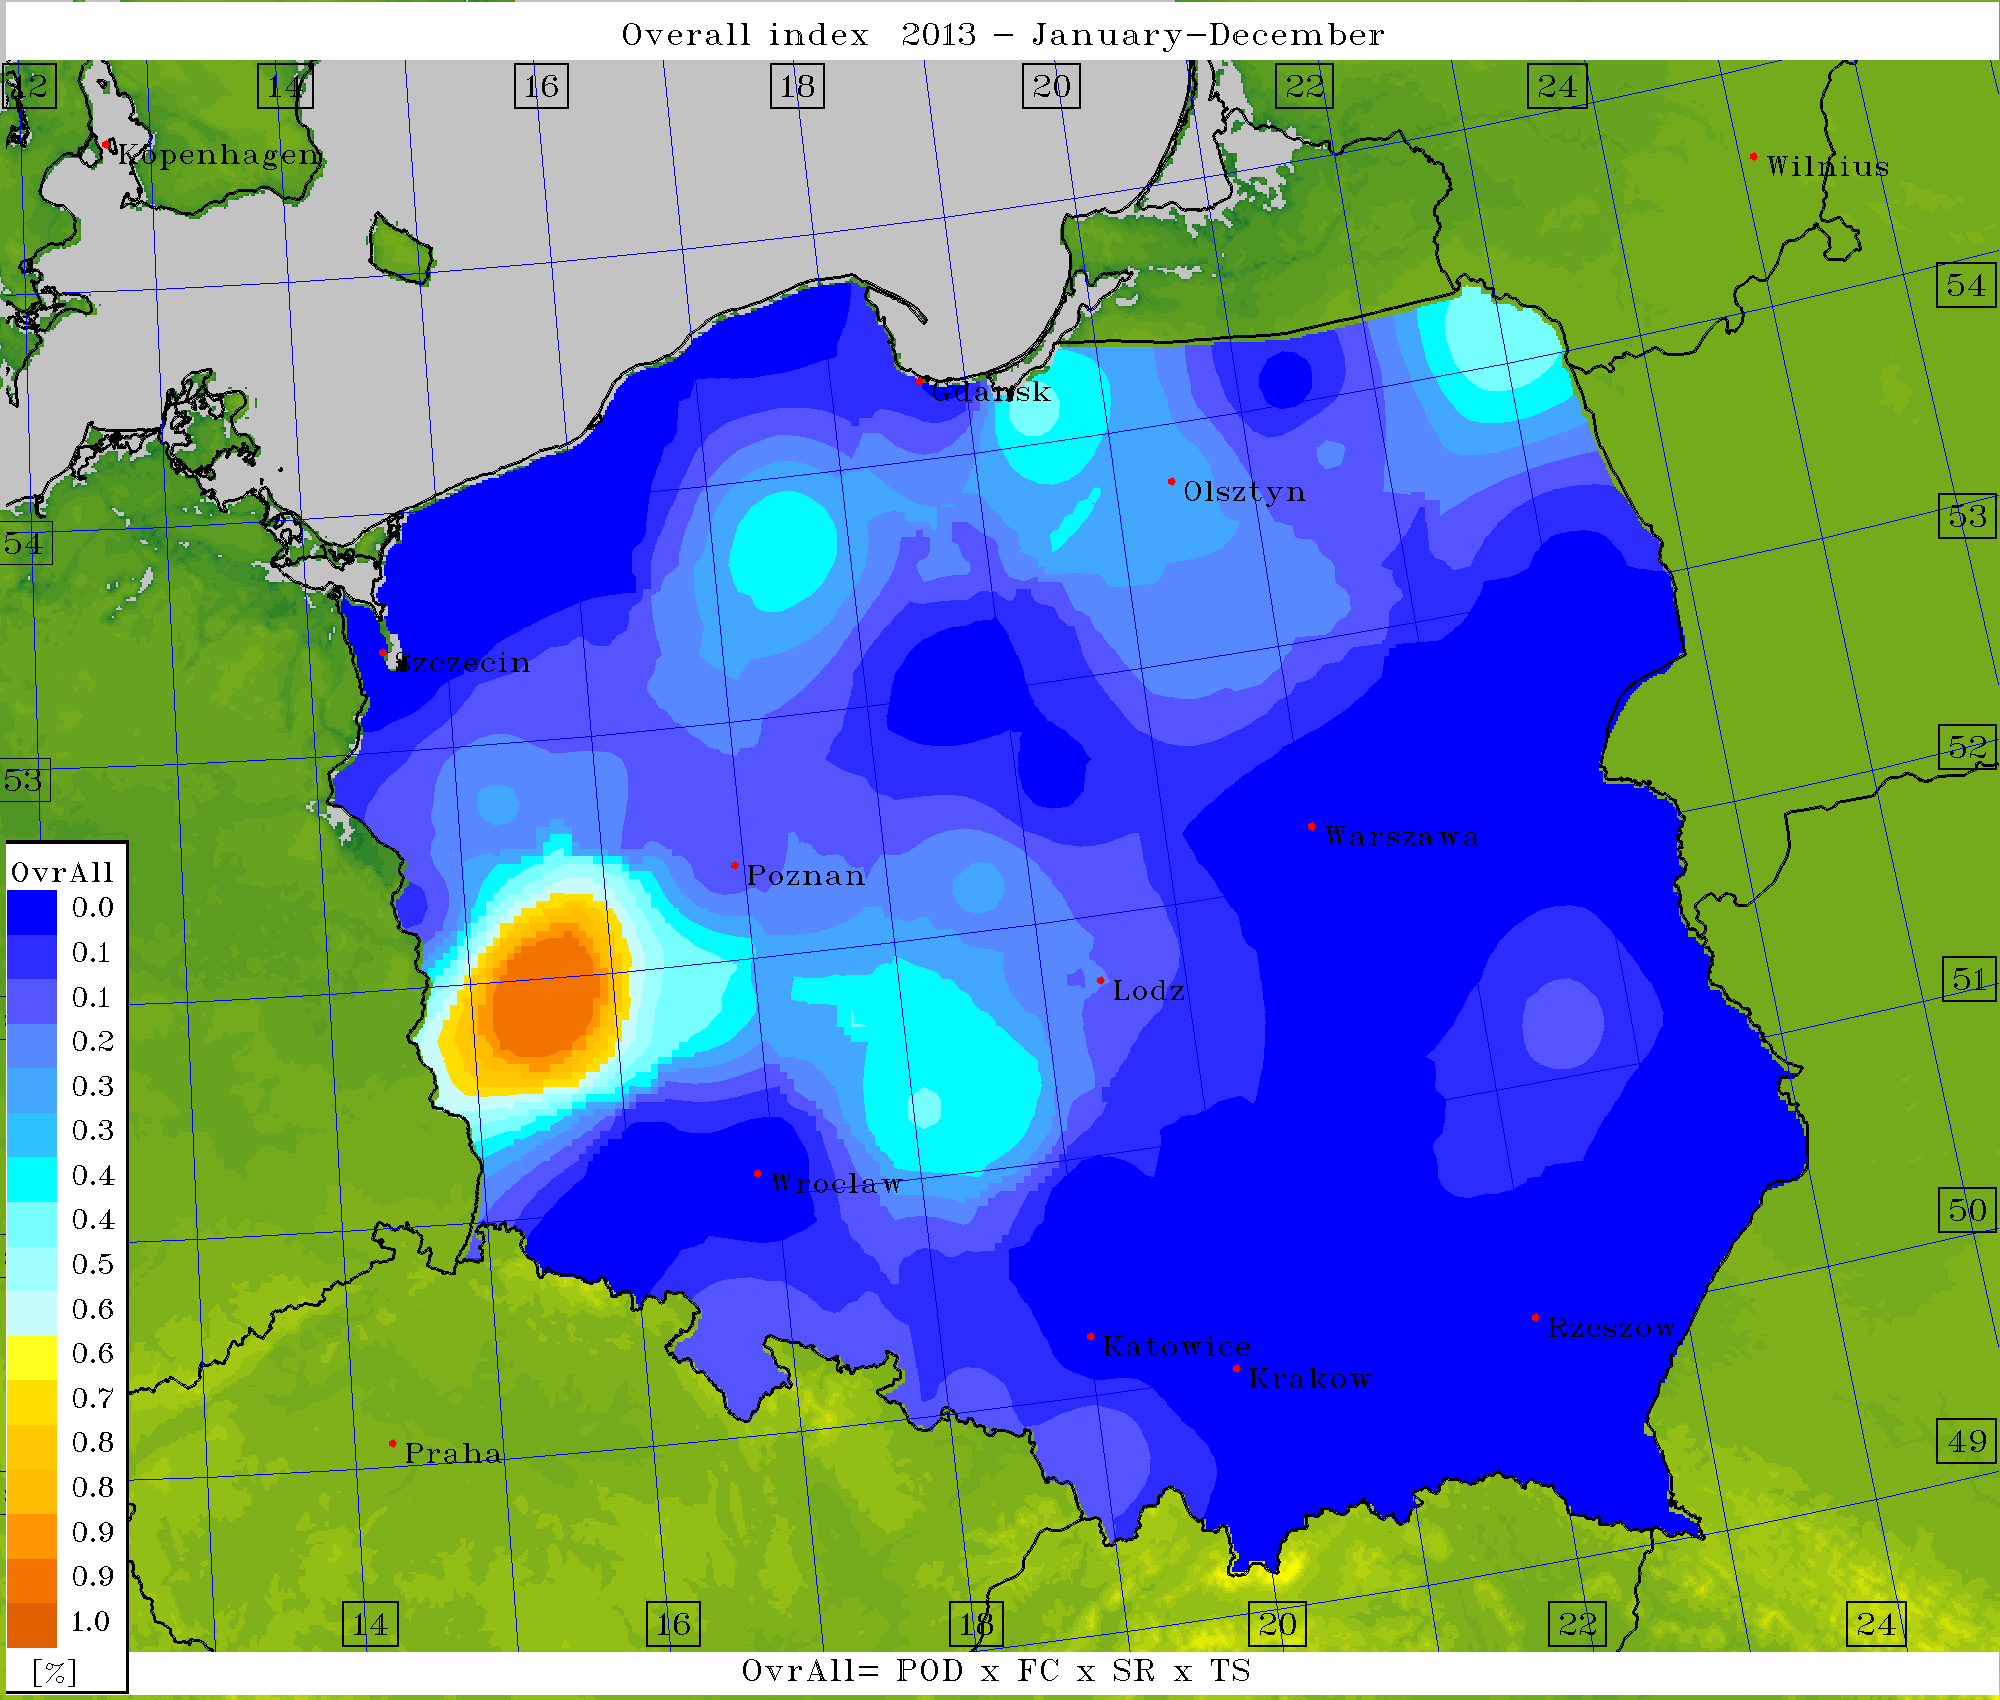 Overall index 2013 - January-December
12
14
16
18
20
22
24
Kopenhagen
Wilnius
54
Gdansk
Olsztyn
53
54
Szczecin
52
53
Warszawa
OvrAll
Poznan
0.0
0.1
0.1
0.2
0.3
0.3
0.4
0.4
0.5
0.6
0.6
0.7
0.8
0.8
0.9
0.9
1.0
[%]
51
Lodz
Wroclaw
50
Rzeszow
Katowice
Krakow
49
Praha
14
16
18
20
22
24
OvrAll= POD x FC x SR x TS